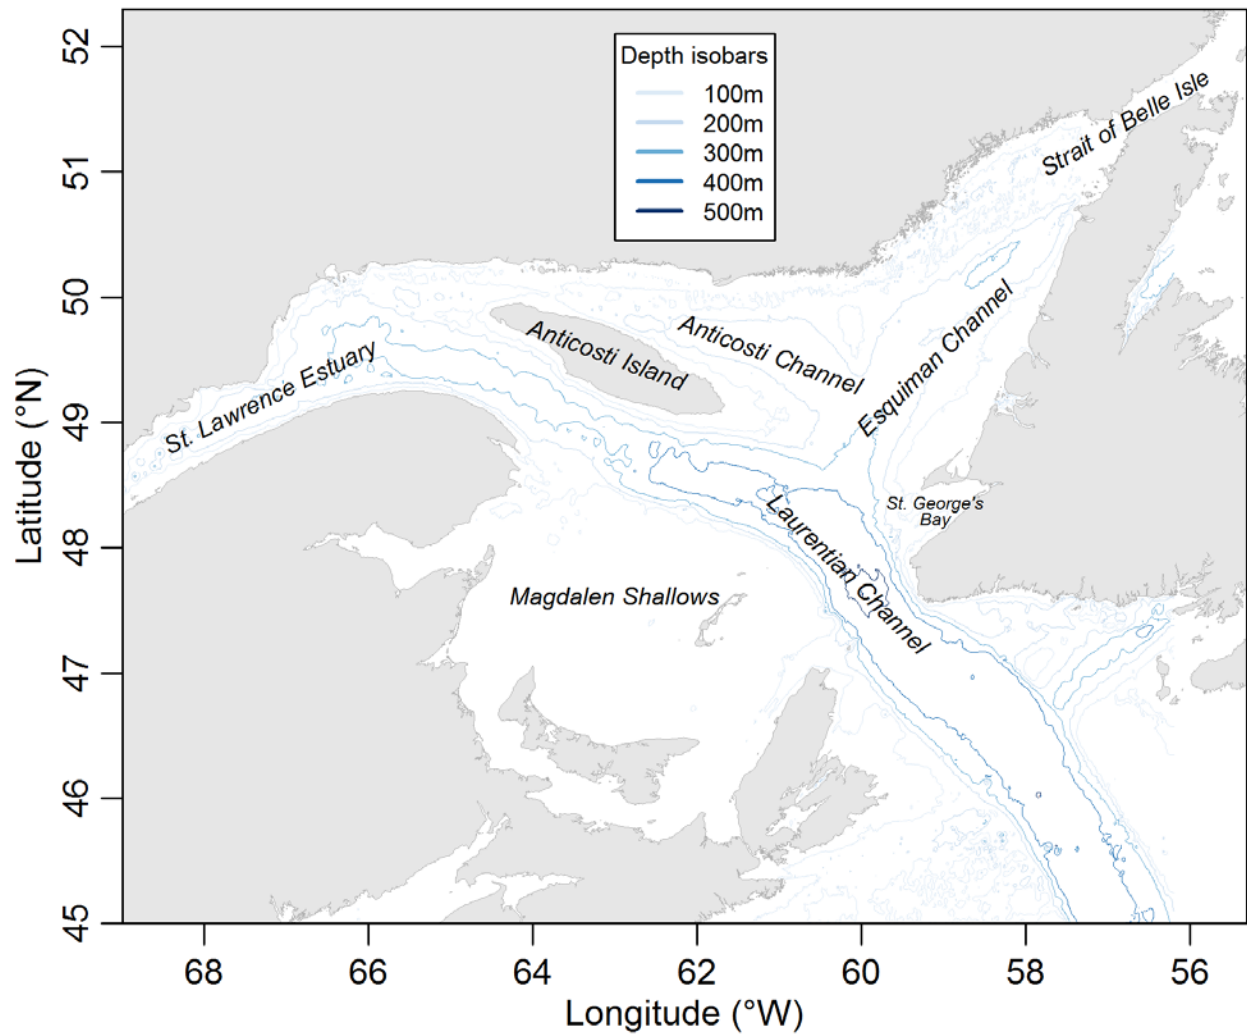 Depth isobars
100m
200m
300m
400m
500m
Strait of Belle Isle
Anticosti Island
Anticosti Channel
Esquiman Channel
St. Lawrence Estuary
St. George's
Bay
Laurentian Channel
Magdalen Shallows
52
51
50
49
48
47
46
45
Latitude (°N)
68 66 64 62 60 58 56
Longitude (°W)